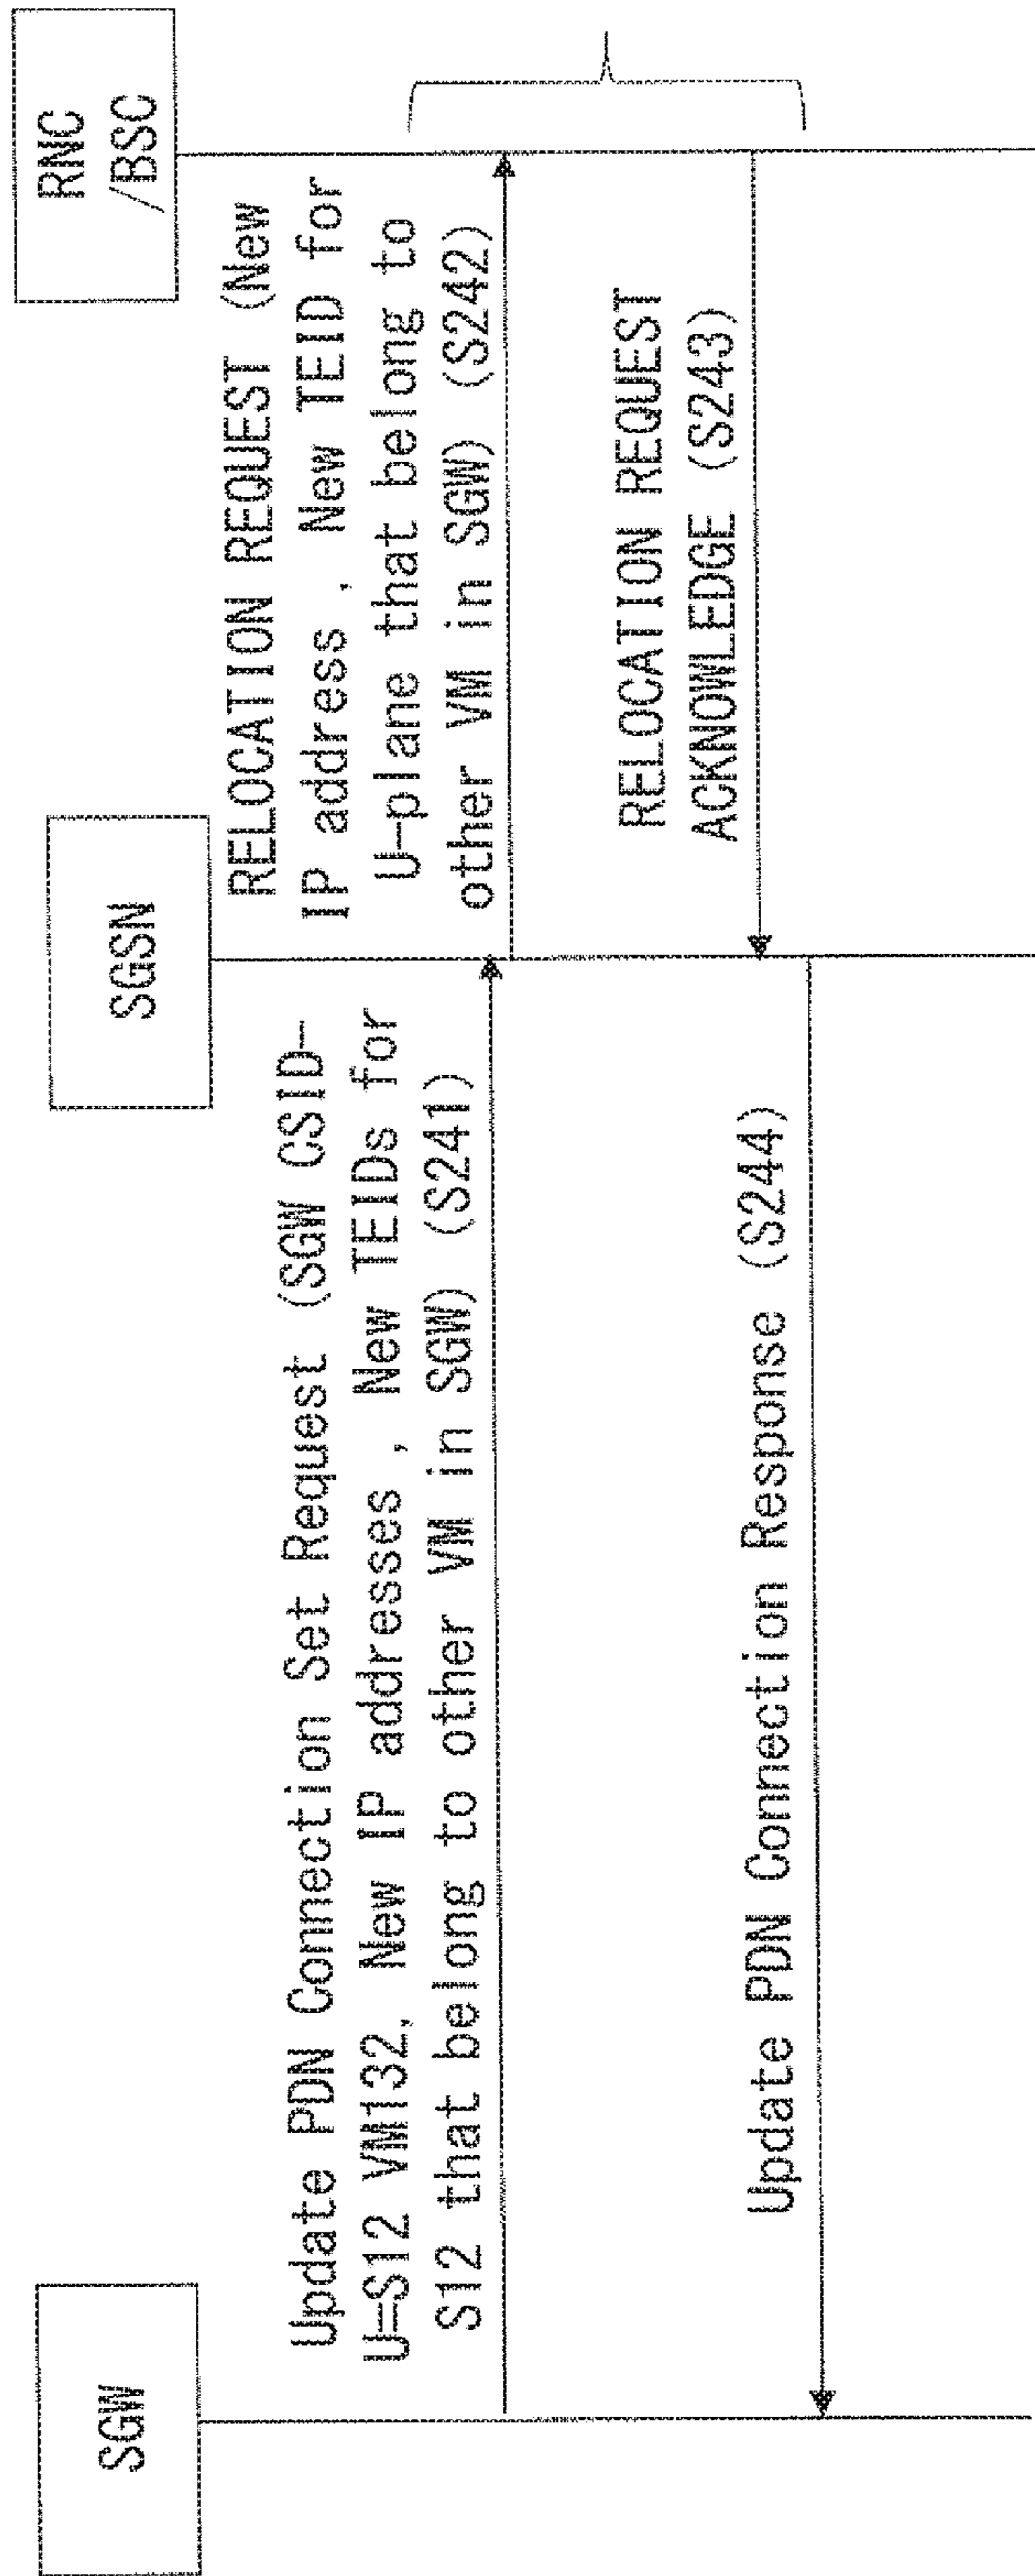 SGW
SGSN
RNC
/BSC
Update PDN Connection Set Request (SGW CSID-
U=S12 VM132, New IP addresses, New TEIDs for
S12 that belong to other VM in SGW) (S241)
RELOCATION REQUEST (New
IP address, New TEID for
U-plane that belong to
other VM in SGW) (S242)
RELOCATION REQUEST
ACKNOWLEDGE (S243)
Update PDN Connection Response (S244)